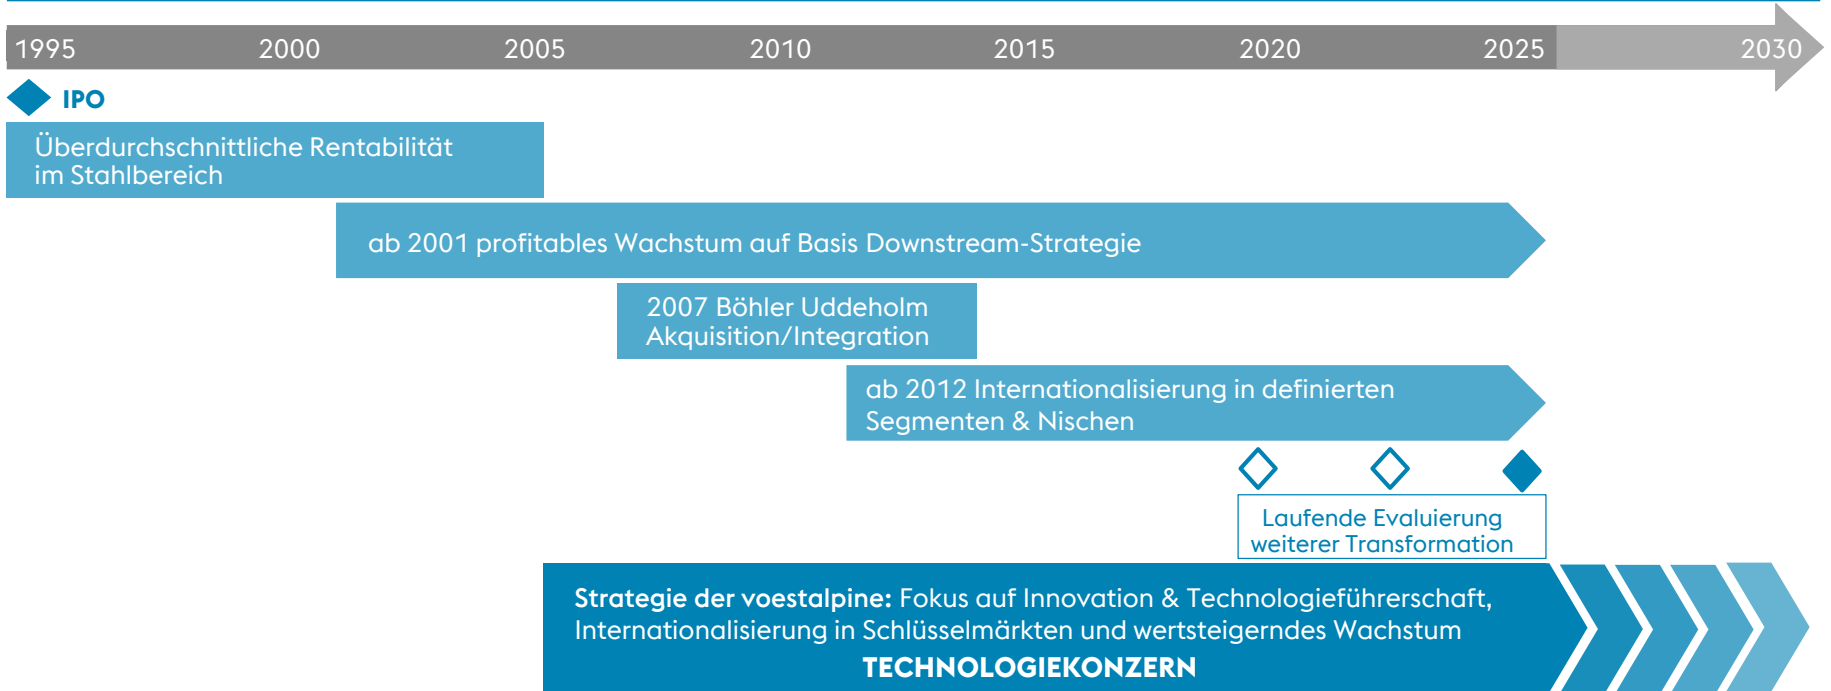 1995 2000 2005 2010 2015 2020 2025 2030
IPO
Überdurchschnittliche Rentabilität
im Stahlbereich
ab 2001 profitables Wachstum auf Basis Downstream-Strategie
2007 Böhler Uddeholm
Akquisition/Integration
ab 2012 Internationalisierung in definierten
Segmenten & Nischen
Laufende Evaluierung
weiterer Transformation
Strategie der voestalpine: Fokus auf Innovation & Technologieführerschaft,
Internationalisierung in Schlüsselmärkten und wertsteigerndes Wachstum
TECHNOLOGIEKONZERN